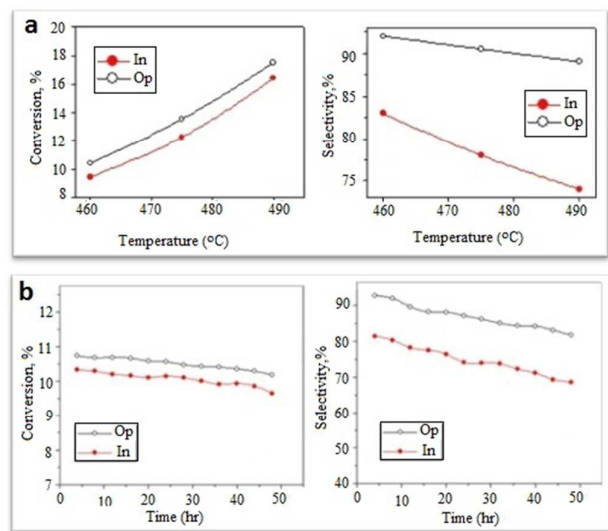 a
Conversion, %
20
18
16
14
12
10
8
In
Op
460
470
480
490
Temperature (ºC)
Selectivity,%
90
85
80
75
In
Op
460
470
480
490
Temperature (ºC)
b
Conversion, %
12
11
10
9
8
7
Op
In
0
10
20
30
40
50
Time (hr)
Selectivity,%
90
80
70
60
50
40
Op
In
0
10
20
30
40
50
Time (hr)